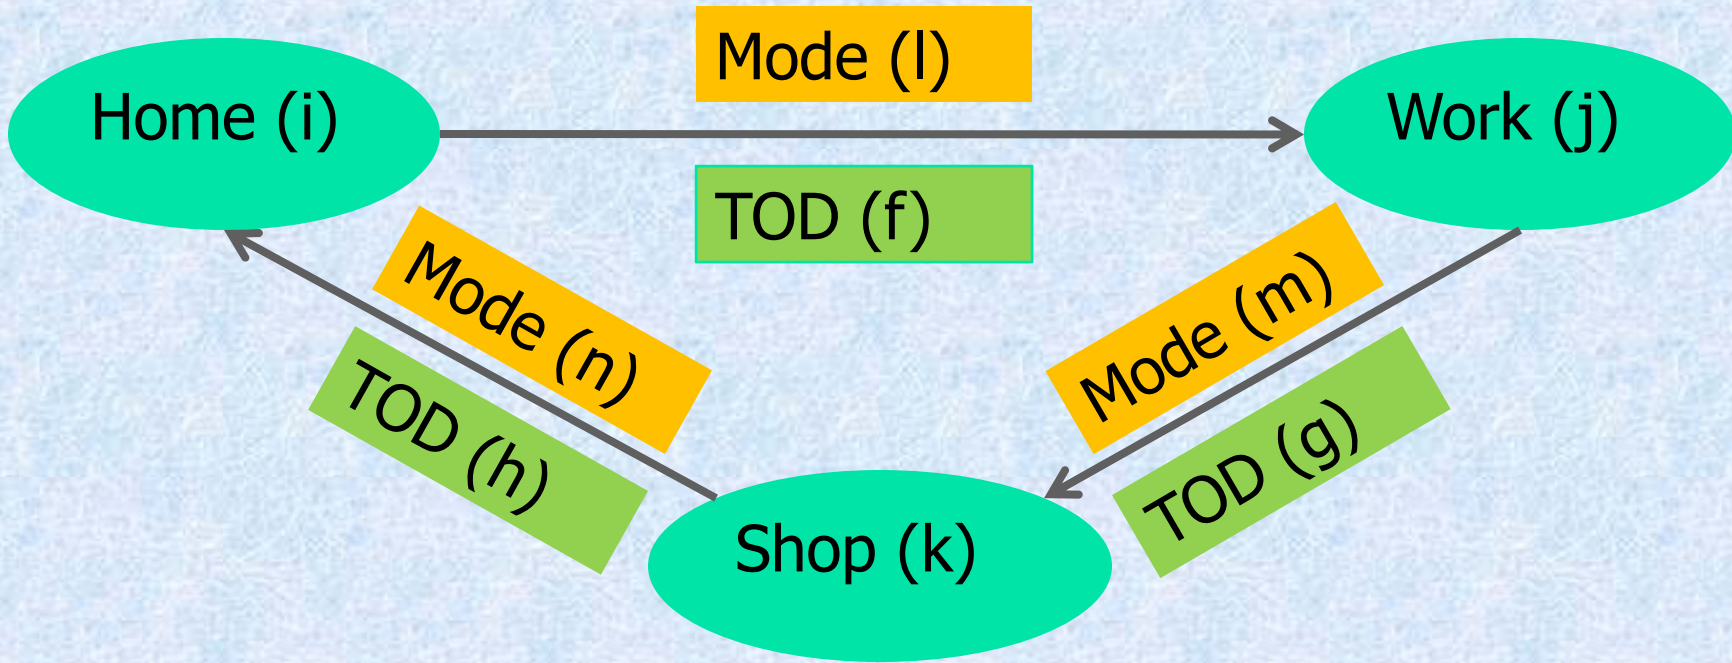 Mode (l)
Home (i)
Work (j)
TOD (f)
Mode (n)
Mode (m)
TOD (h)
TOD (g)
Shop (k)